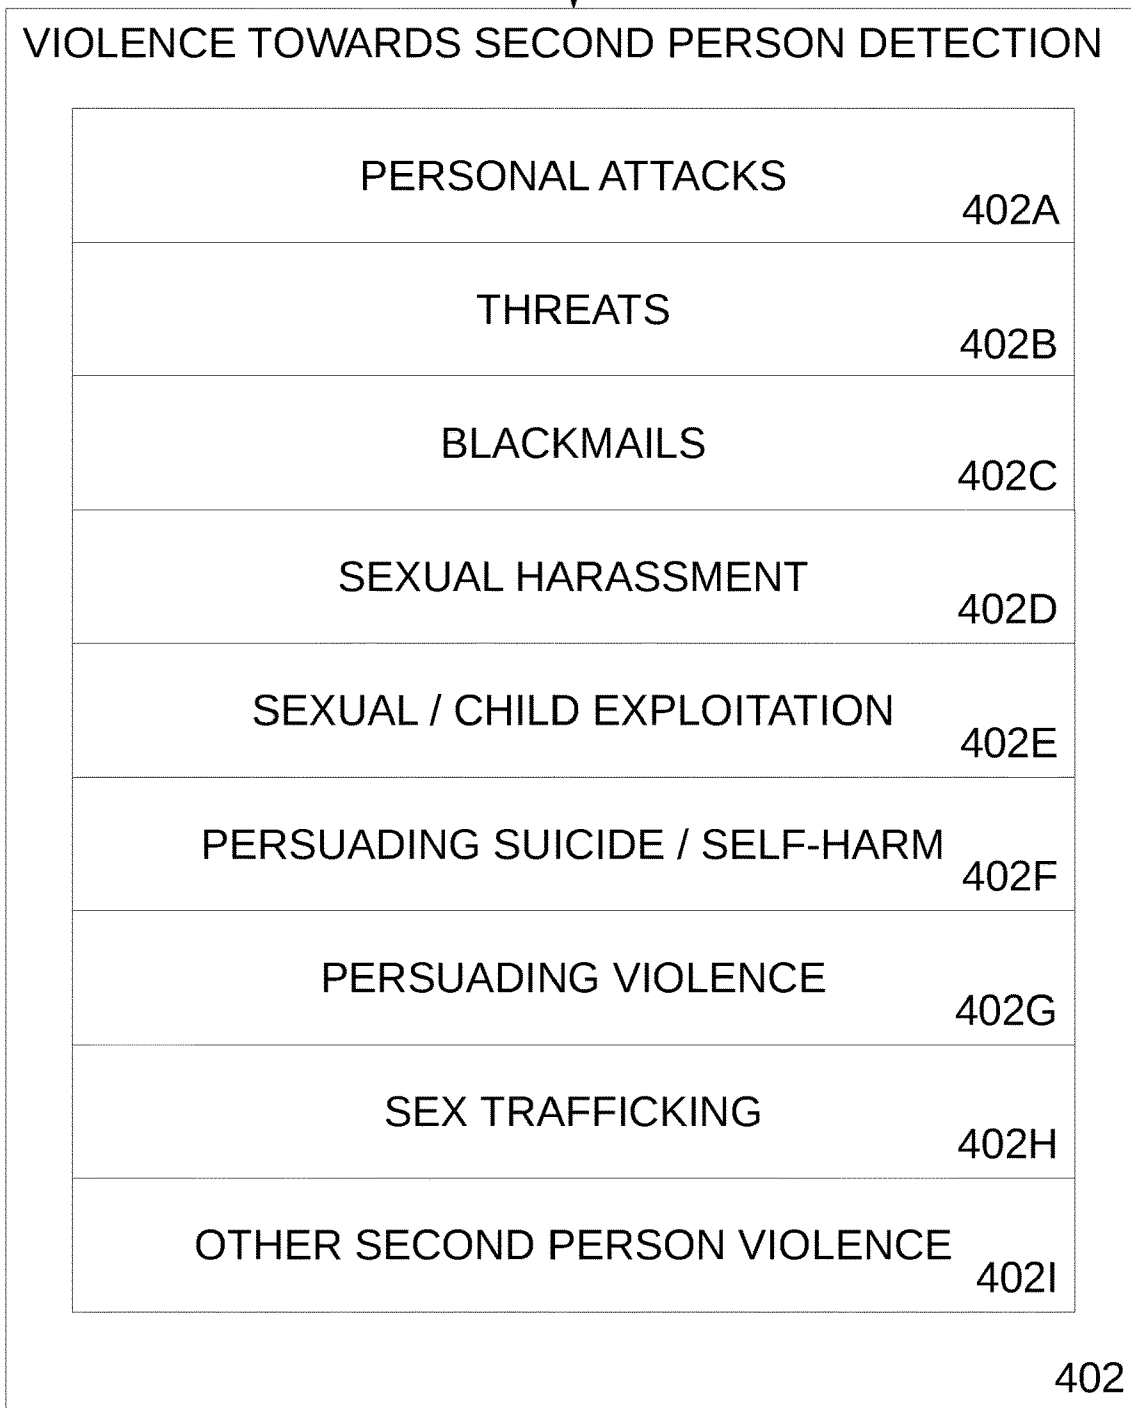 VIOLENCE TOWARDS SECOND PERSON DETECTION
PERSONAL ATTACKS
402A
THREATS
402B
BLACKMAILS
402C
SEXUAL HARASSMENT
402D
SEXUAL / CHILD EXPLOITATION
402E
PERSUADING SUICIDE / SELF-HARM
402F
PERSUADING VIOLENCE
402G
SEX TRAFFICKING
402H
OTHER SECOND PERSON VIOLENCE
402I
402